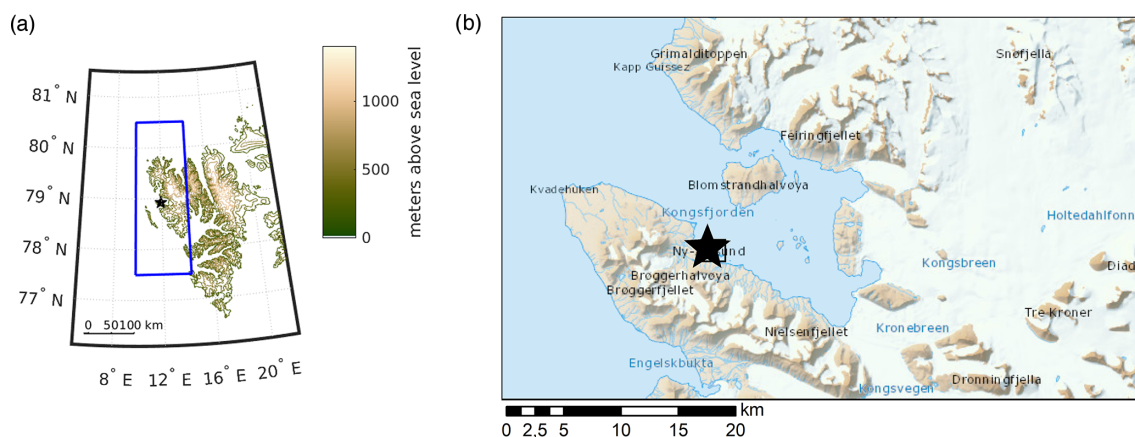 (a)
81° N
80° N
79° N
78° N
77° N
0 50100 km
8° E 12° E 16° E 20° E
1000
500
0
meters above sea level
(b)
Grimalditoppen
Kapp Guissez
Snøfjella
Feiringfjellet
Kvadehuken
Blomstrandhalvøya
Kongsfjorden
Holtedahlfonn
Kongsbreen
Brøggerhalvøya
Brøggerfjellet
Tre Kroner
Nielsenfjellet
Kronebreen
Engelskbukta
Dronningfjella
Kongsvegen
km
0 2,5 5 10 15 20